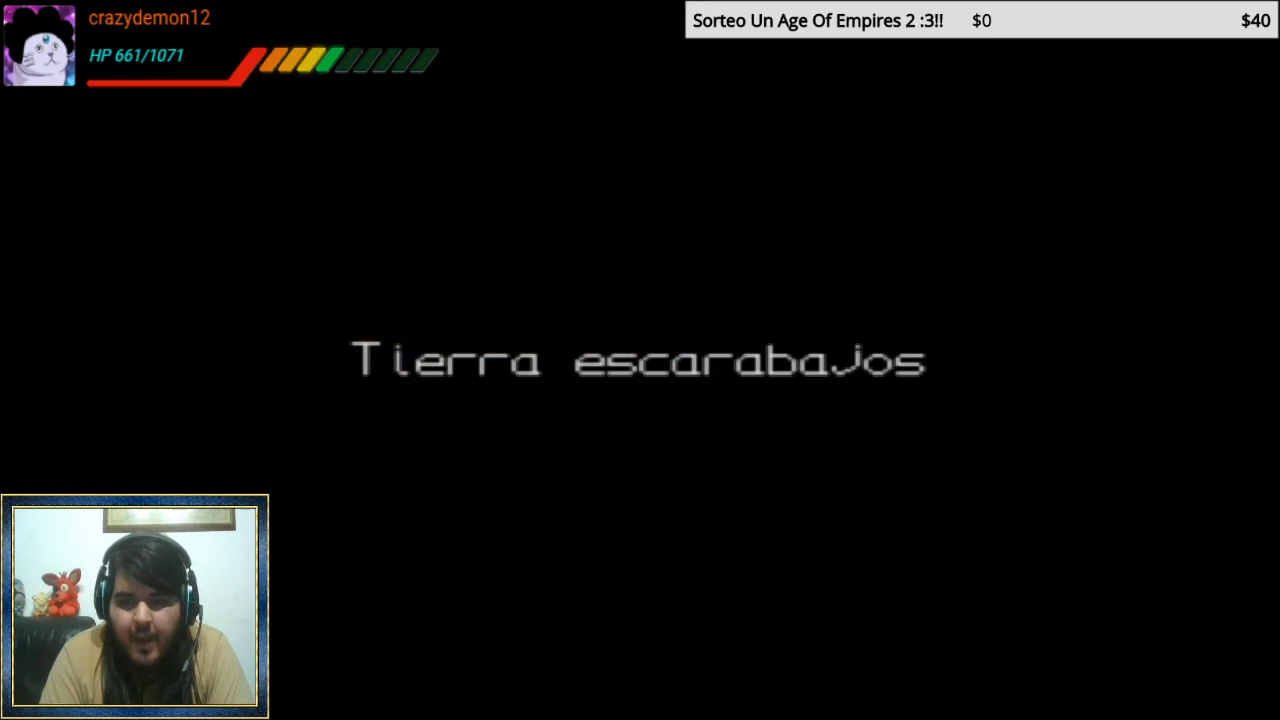 crazydemon12
HP 661/1071
Sorteo Un Age Of Empires 2 :3!! $0 $40
Tierra escarabajos